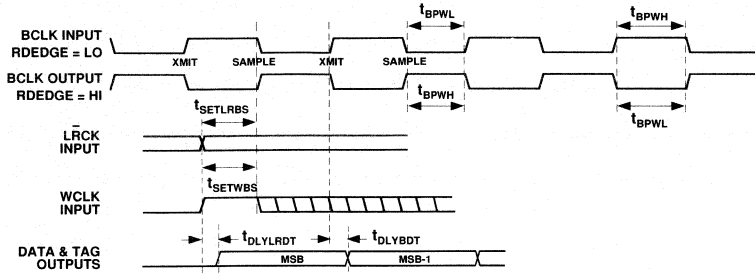 tBPWL
tBPWH
BCLK INPUT
RDEDGE = LO
XMIT SAMPLE XMIT SAMPLE
BCLK OUTPUT
RDEDGE = HI
tSETLRBS
tBPWH
tBPWL
LRCK
INPUT
tSETWBS
WCLK
INPUT
tDLYLRDT
tDLYBDT
DATA & TAG
OUTPUTS
MSB MSB-1